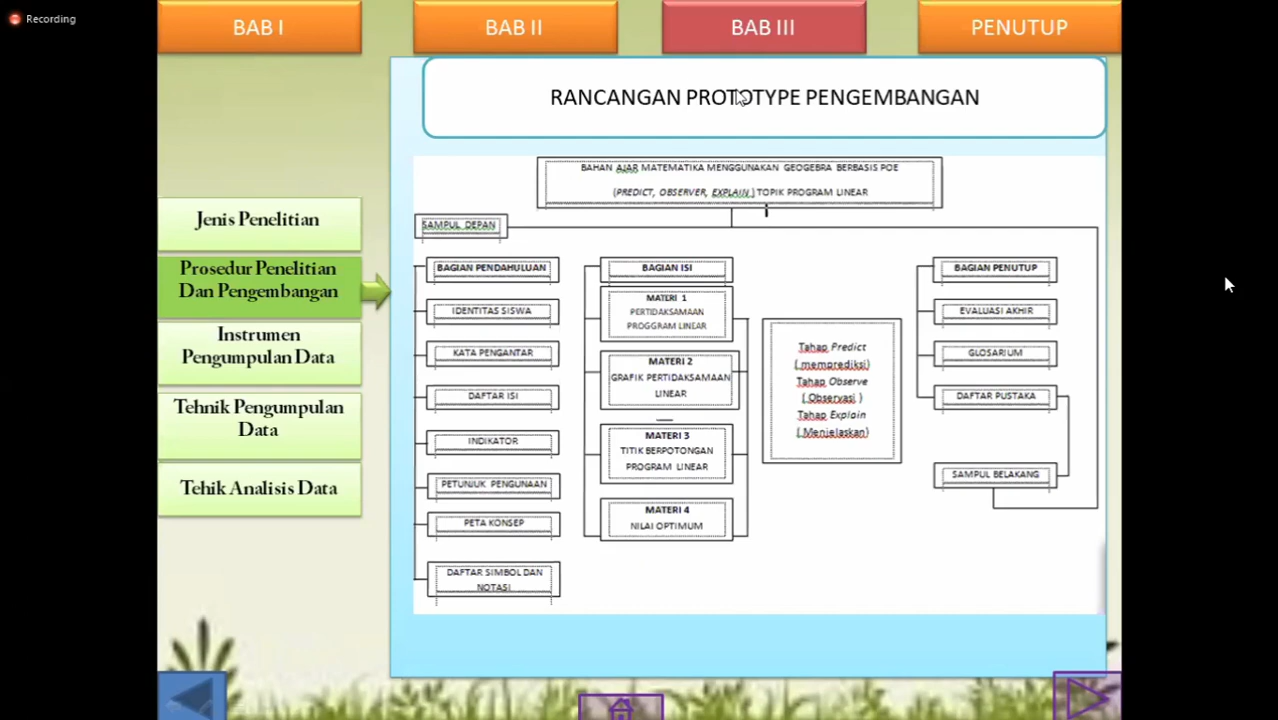 Recording
BAB I
BAB II
BAB III
PENUTUP
RANCANGAN PROTOTYPE PENGEMBANGAN
Jenis Penelitian
Prosedur Penelitian
Dan Pengembangan
Instrumen
Pengumpulan Data
Tehnik Pengumpulan
Data
Tehik Analisis Data
BAHAN AJAR MATEMATIKA MENGGUNAKAN GEOGEBRA BERBASIS POE
(PREDICT, OBSERVER, EXPLAIN ) TOPIK PROGRAM LINEAR
SAMPUL DEPAN
BAGIAN PENDAHULUAN
IDENTITAS SISWA
KATA PENGANTAR
DAFTAR ISI
INDIKATOR
PETUNJUK PENGUNAAN
PETA KONSEP
DAFTAR SIMBOL DAN
NOTASI
BAGIAN ISI
MATERI 1
PERTIDAKSAMAAN
PROGGRAM LINEAR
MATERI 2
GRAFIK PERTIDAKSAMAAN
LINEAR
MATERI 3
TITIK BERPOTONGAN
PROGRAM LINEAR
MATERI 4
NILAI OPTIMUM
Tahap Predict
( memprediksi)
Tahap Observe
( Observasi )
Tahap Explain
( Menjelaskan)
BAGIAN PENUTUP
EVALUASI AKHIR
GLOSARIUM
DAFTAR PUSTAKA
SAMPUL BELAKANG